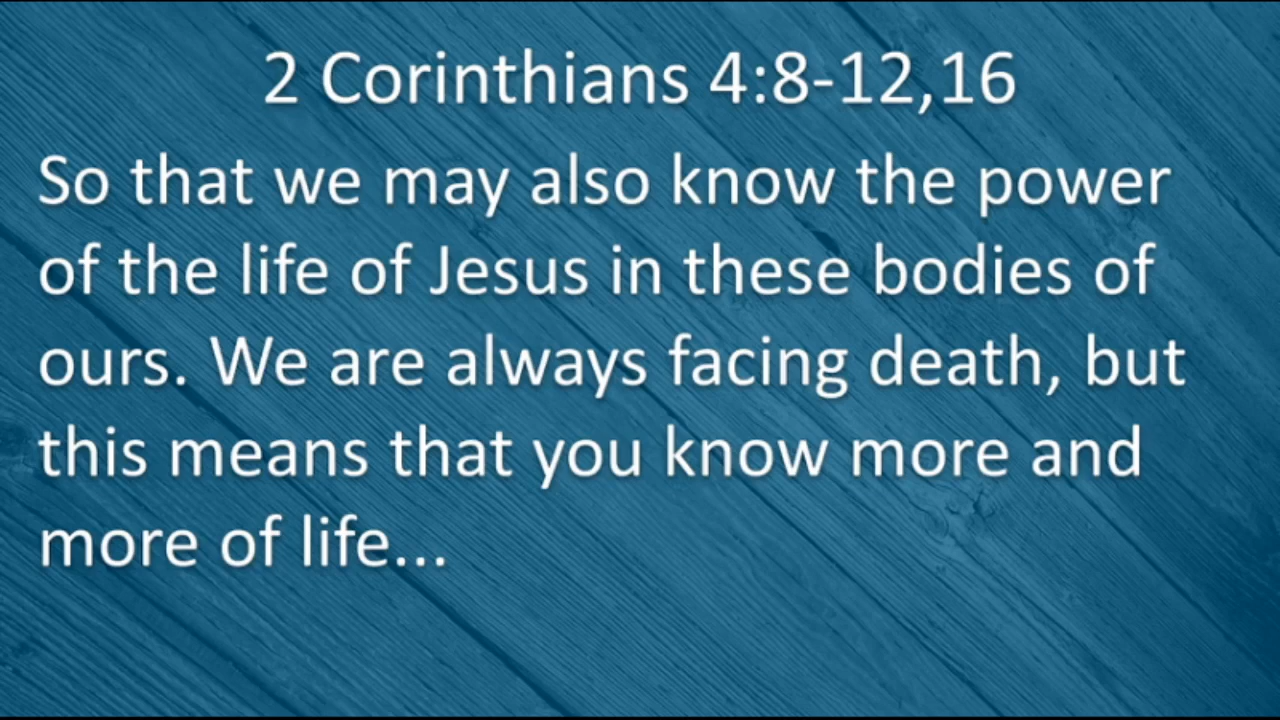 2 Corinthians 4:8-12,16
So that we may also know the power
of the life of Jesus in these bodies of
ours. We are always facing death, but
this means that you know more and
more of life...